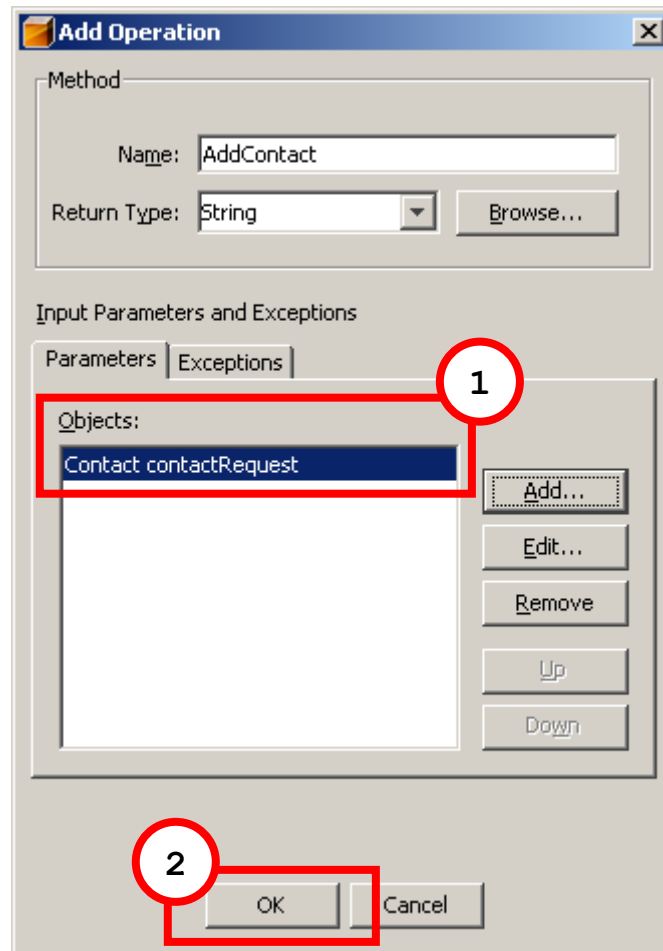 Add Operation
Method
Name: AddContact
Return Type: String Browse...
Input Parameters and Exceptions
Parameters Exceptions
1
Objects:
Contact contactRequest
Add...
Edit...
Remove
Up
Down
2
OK Cancel